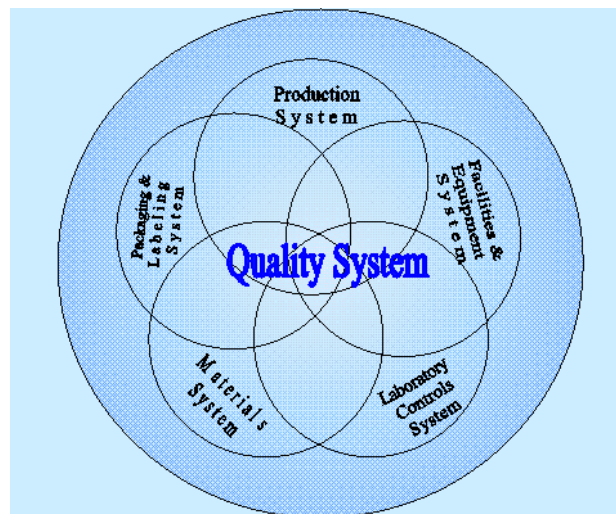 Production
System
Packaging &
Labeling
System
Facilities &
Equipment
System
Quality System
Materials
System
Laboratory
Controls
System